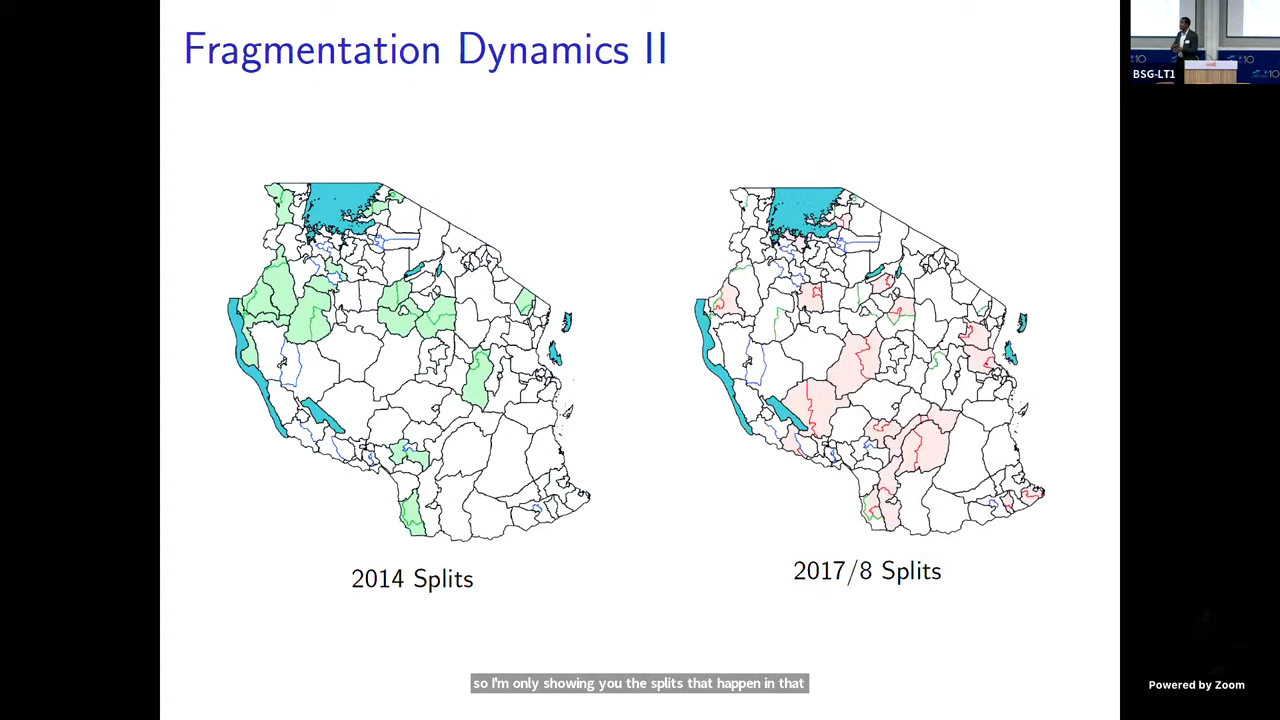 Fragmentation Dynamics II
BSG-LT1
2014 Splits
2017/8 Splits
so I'm only showing you the splits that happen in that
Powered by Zoom